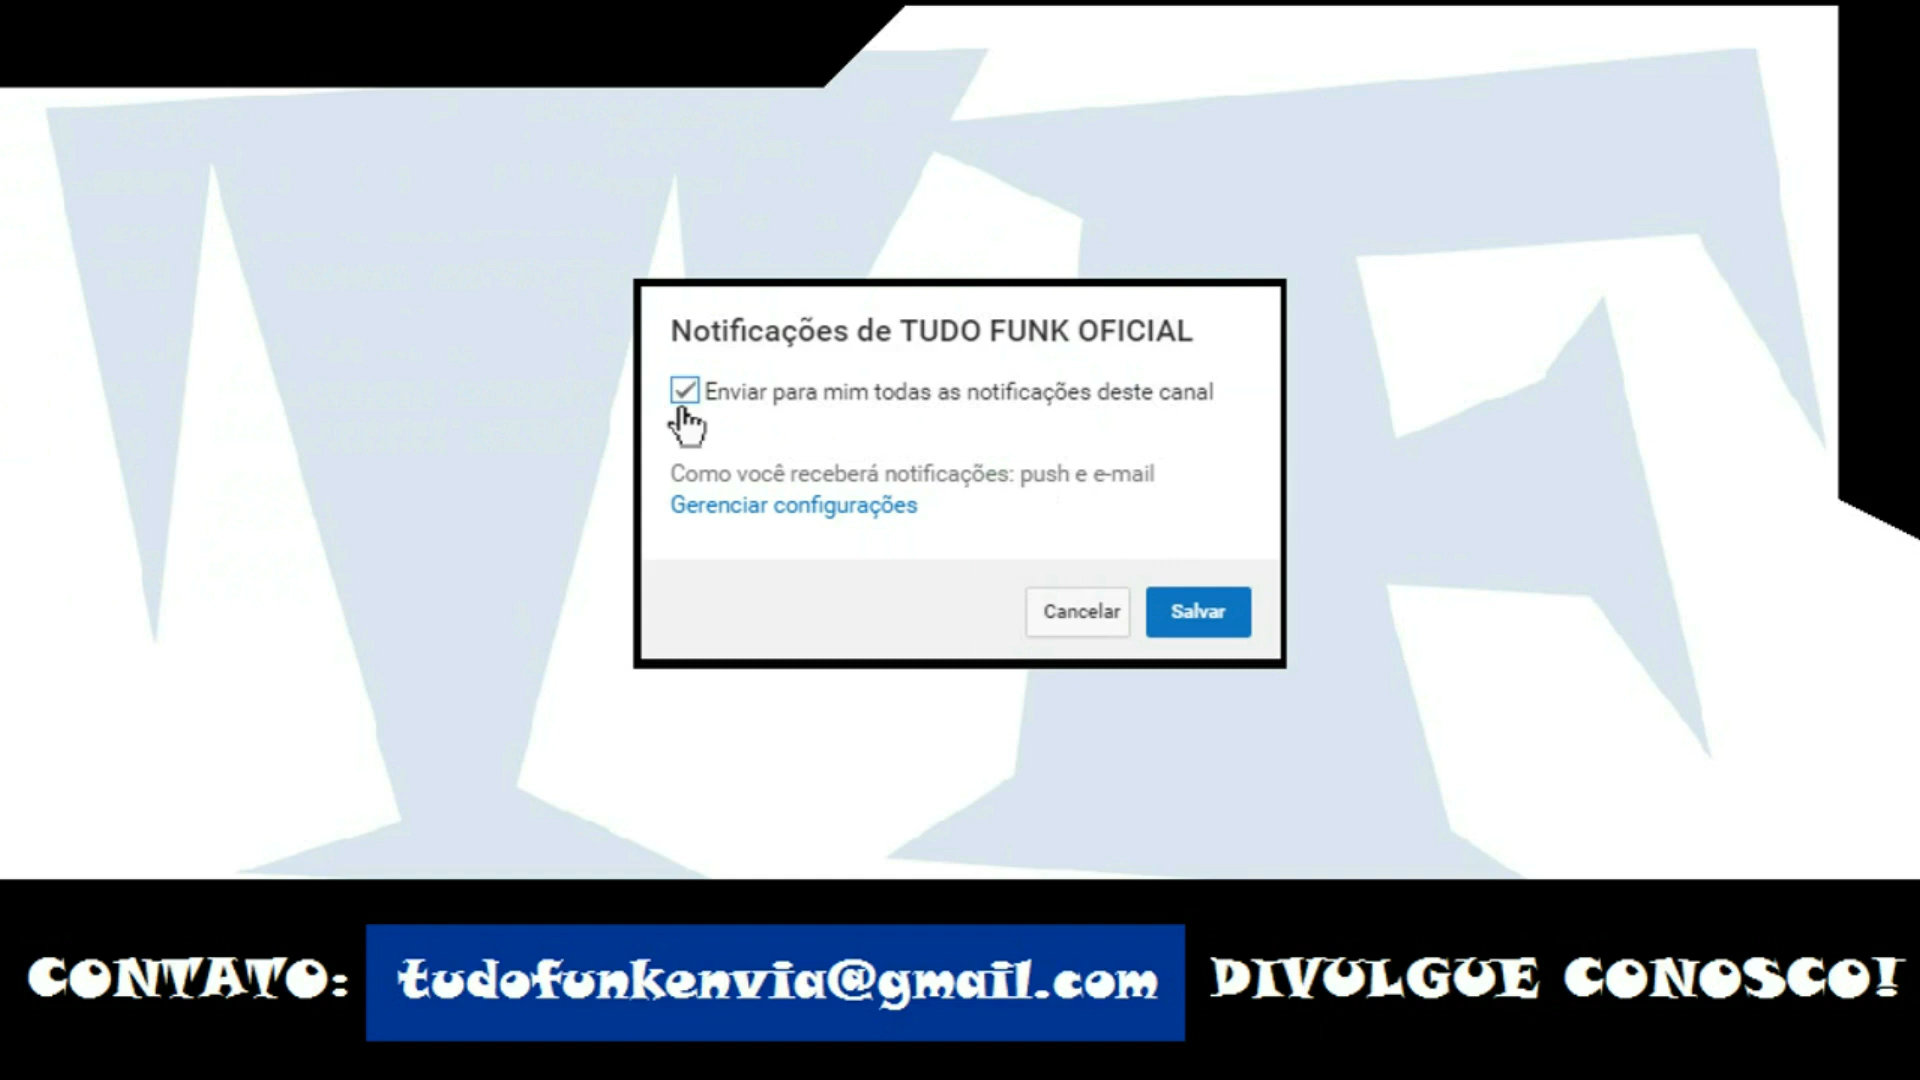 Notificações de TUDO FUNK OFICIAL
Enviar para mim todas as notificações deste canal
Como você receberá notificações: push e e-mail
Gerenciar configurações
Cancelar
Salvar
CONTATO: tudofunkenvia@gmail.com DIVULGUE CONOSCO!